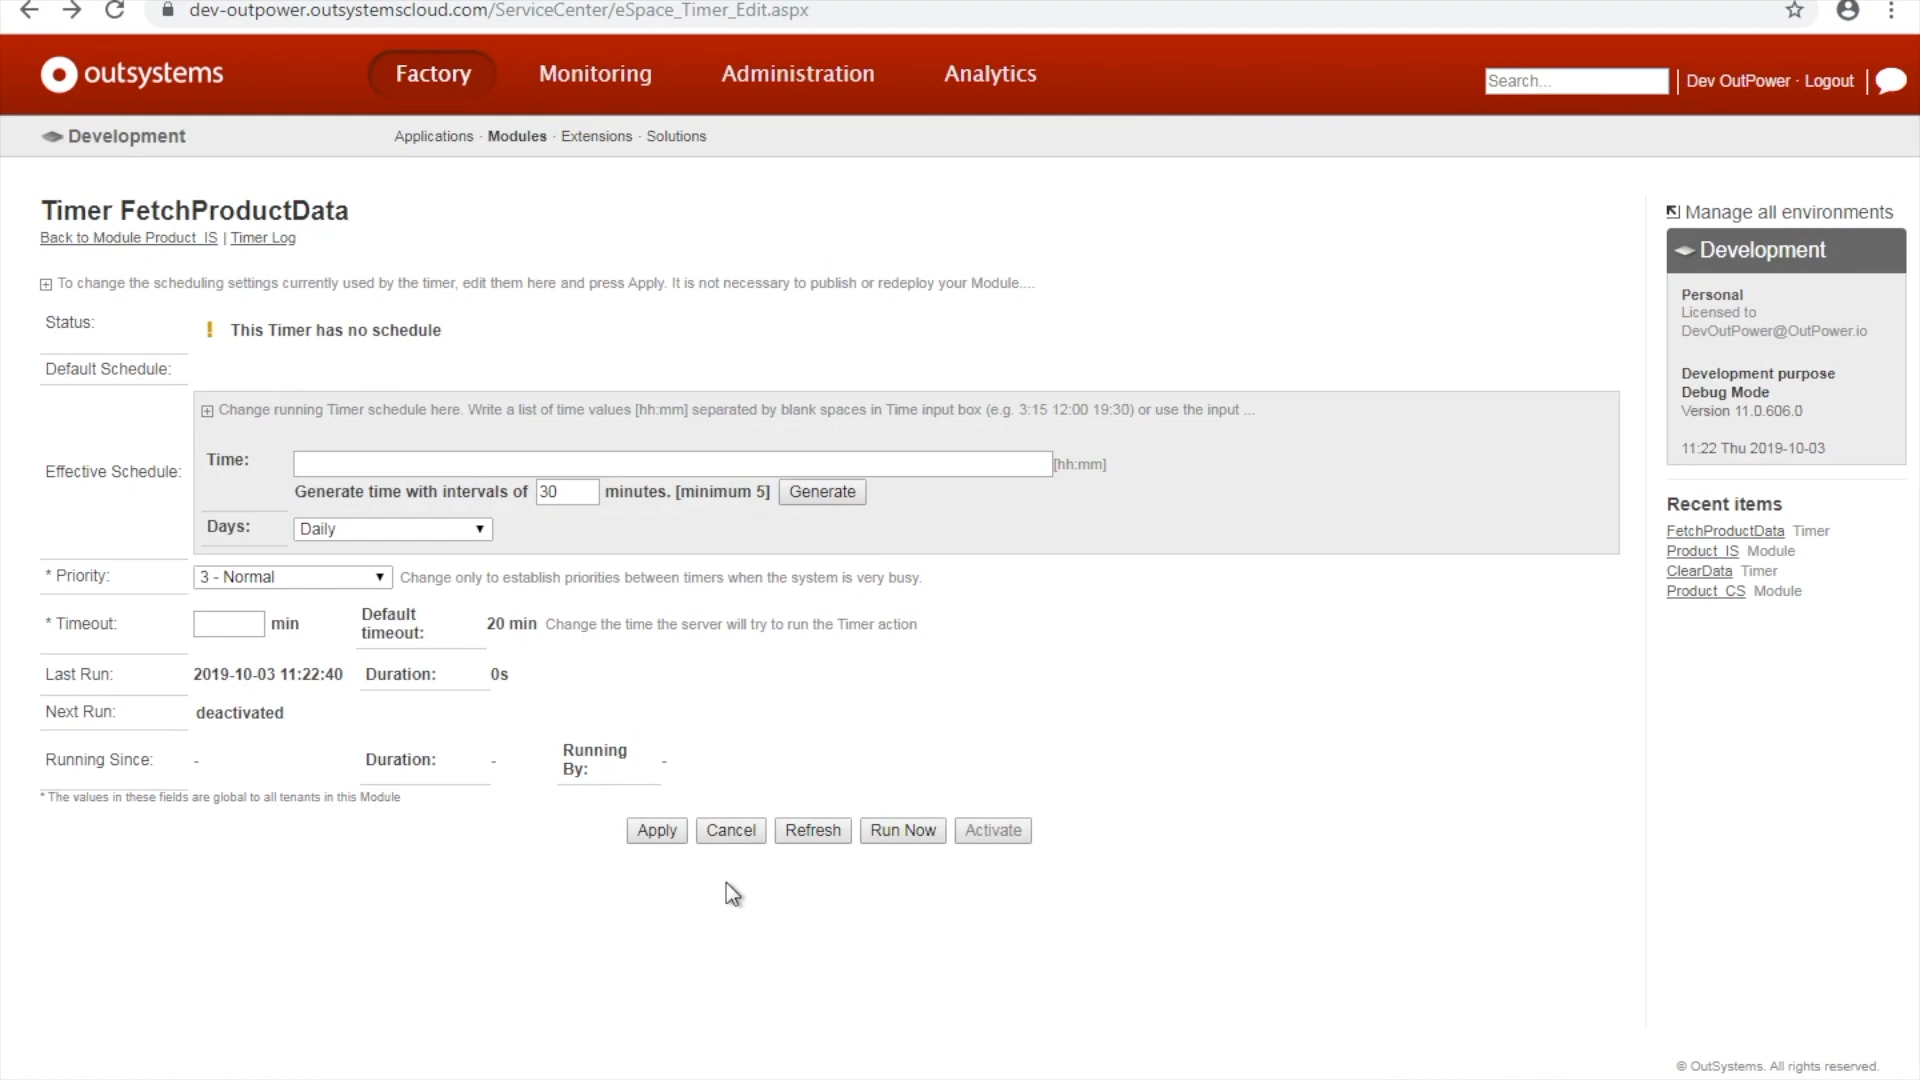 dev-outpower.outsystemscloud.com/ServiceCenter/eSpace_Timer_Edit.aspx
outsystems
Factory Monitoring Administration Analytics
Search... Dev OutPower · Logout
Development
Applications · Modules · Extensions · Solutions
Timer FetchProductData
Back to Module Product_IS | Timer Log
To change the scheduling settings currently used by the timer, edit them here and press Apply. It is not necessary to publish or redeploy your Module....
Status: ! This Timer has no schedule
Default Schedule:
Effective Schedule:
Change running Timer schedule here. Write a list of time values [hh:mm] separated by blank spaces in Time input box (e.g. 3:15 12:00 19:30) or use the input ...
Time: [hh:mm]
Generate time with intervals of 30 minutes. [minimum 5] Generate
Days: Daily
* Priority: 3 - Normal Change only to establish priorities between timers when the system is very busy.
* Timeout: min Default timeout: 20 min Change the time the server will try to run the Timer action
Last Run: 2019-10-03 11:22:40 Duration: 0s
Next Run: deactivated
Running Since: - Duration: - Running By: -
* The values in these fields are global to all tenants in this Module
Apply Cancel Refresh Run Now Activate
Manage all environments
Development
Personal
Licensed to
DevOutPower@OutPower.io
Development purpose
Debug Mode
Version 11.0.606.0
11:22 Thu 2019-10-03
Recent items
FetchProductData Timer
Product_IS Module
ClearData Timer
Product_CS Module
© OutSystems. All rights reserved.